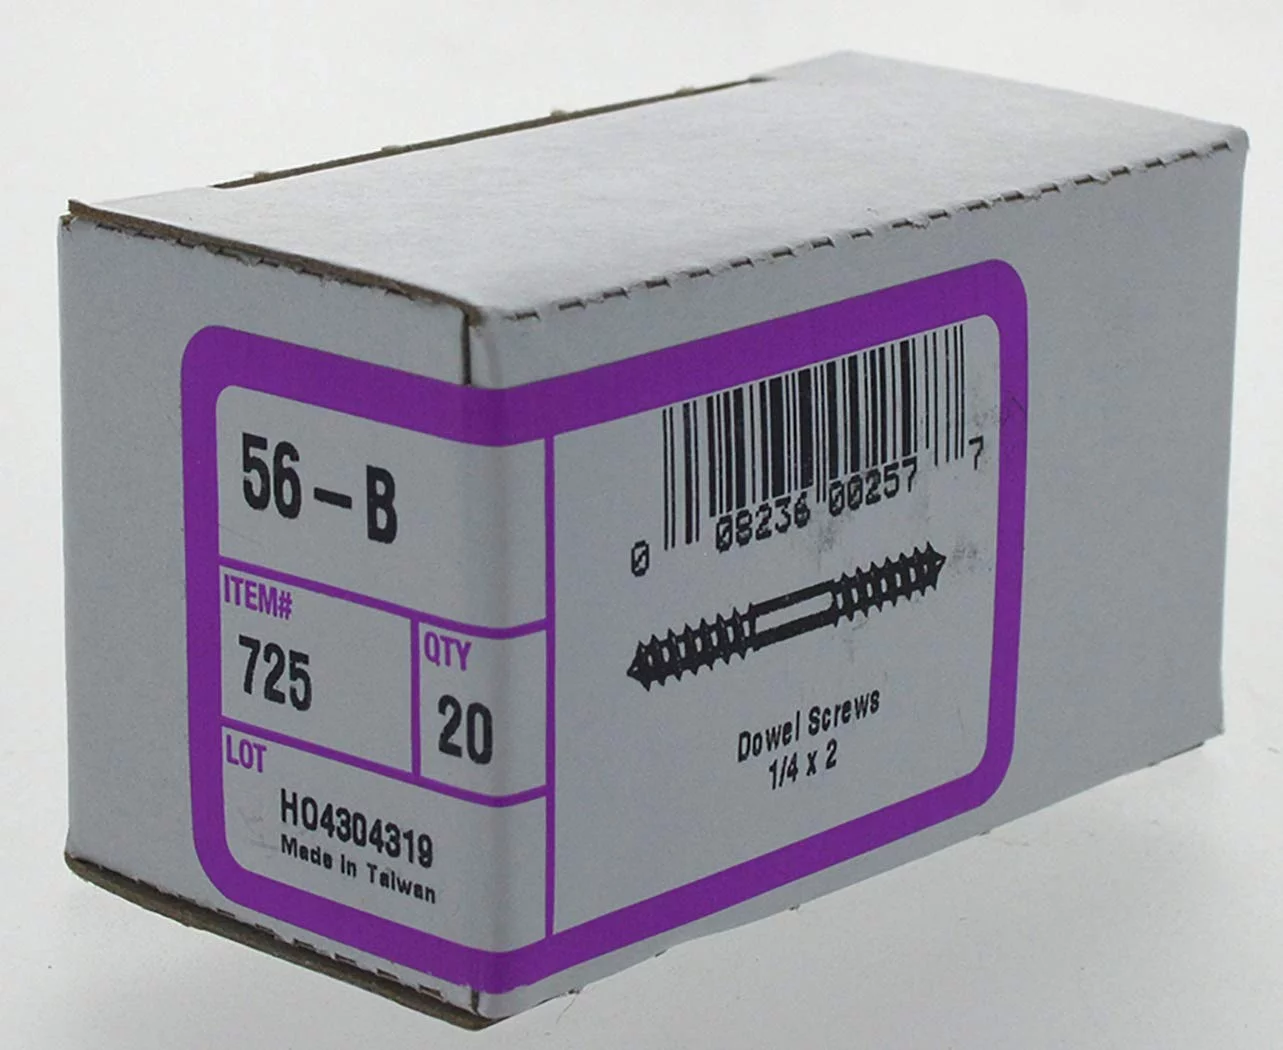 56-B
ITEM#
725
QTY
20
LOT
H04304319
Made in Taiwan
0 08236 00257 7
Dowel Screws
1/4 x 2